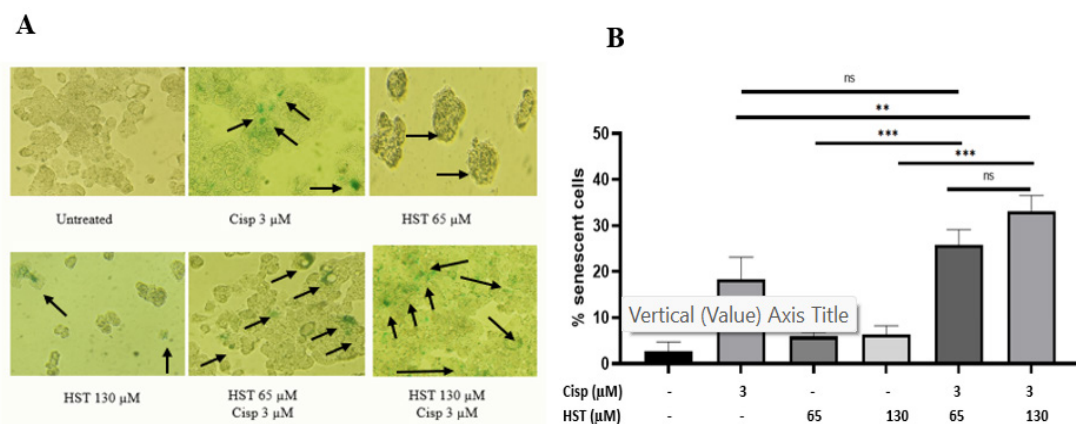 A
Untreated
Cisp 3 µM
HST 65 µM
HST 130 µM
HST 65 µM
Cisp 3 µM
HST 130 µM
Cisp 3 µM
B
ns
**
***
***
ns
% senescent cells
50
40
30
20
10
0
Vertical (Value) Axis Title
Cisp (µM) - 3 - - 3 3
HST (µM) - - 65 130 65 130